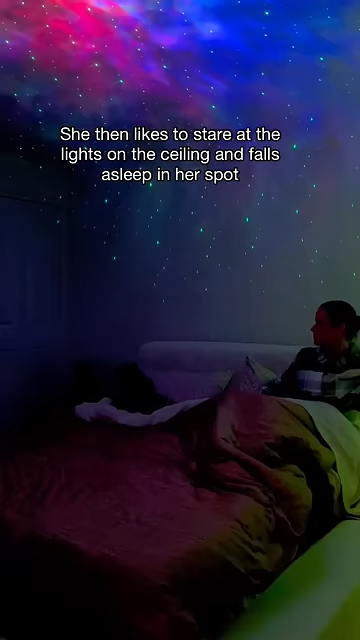 She then likes to stare at the
lights on the ceiling and falls
asleep in her spot